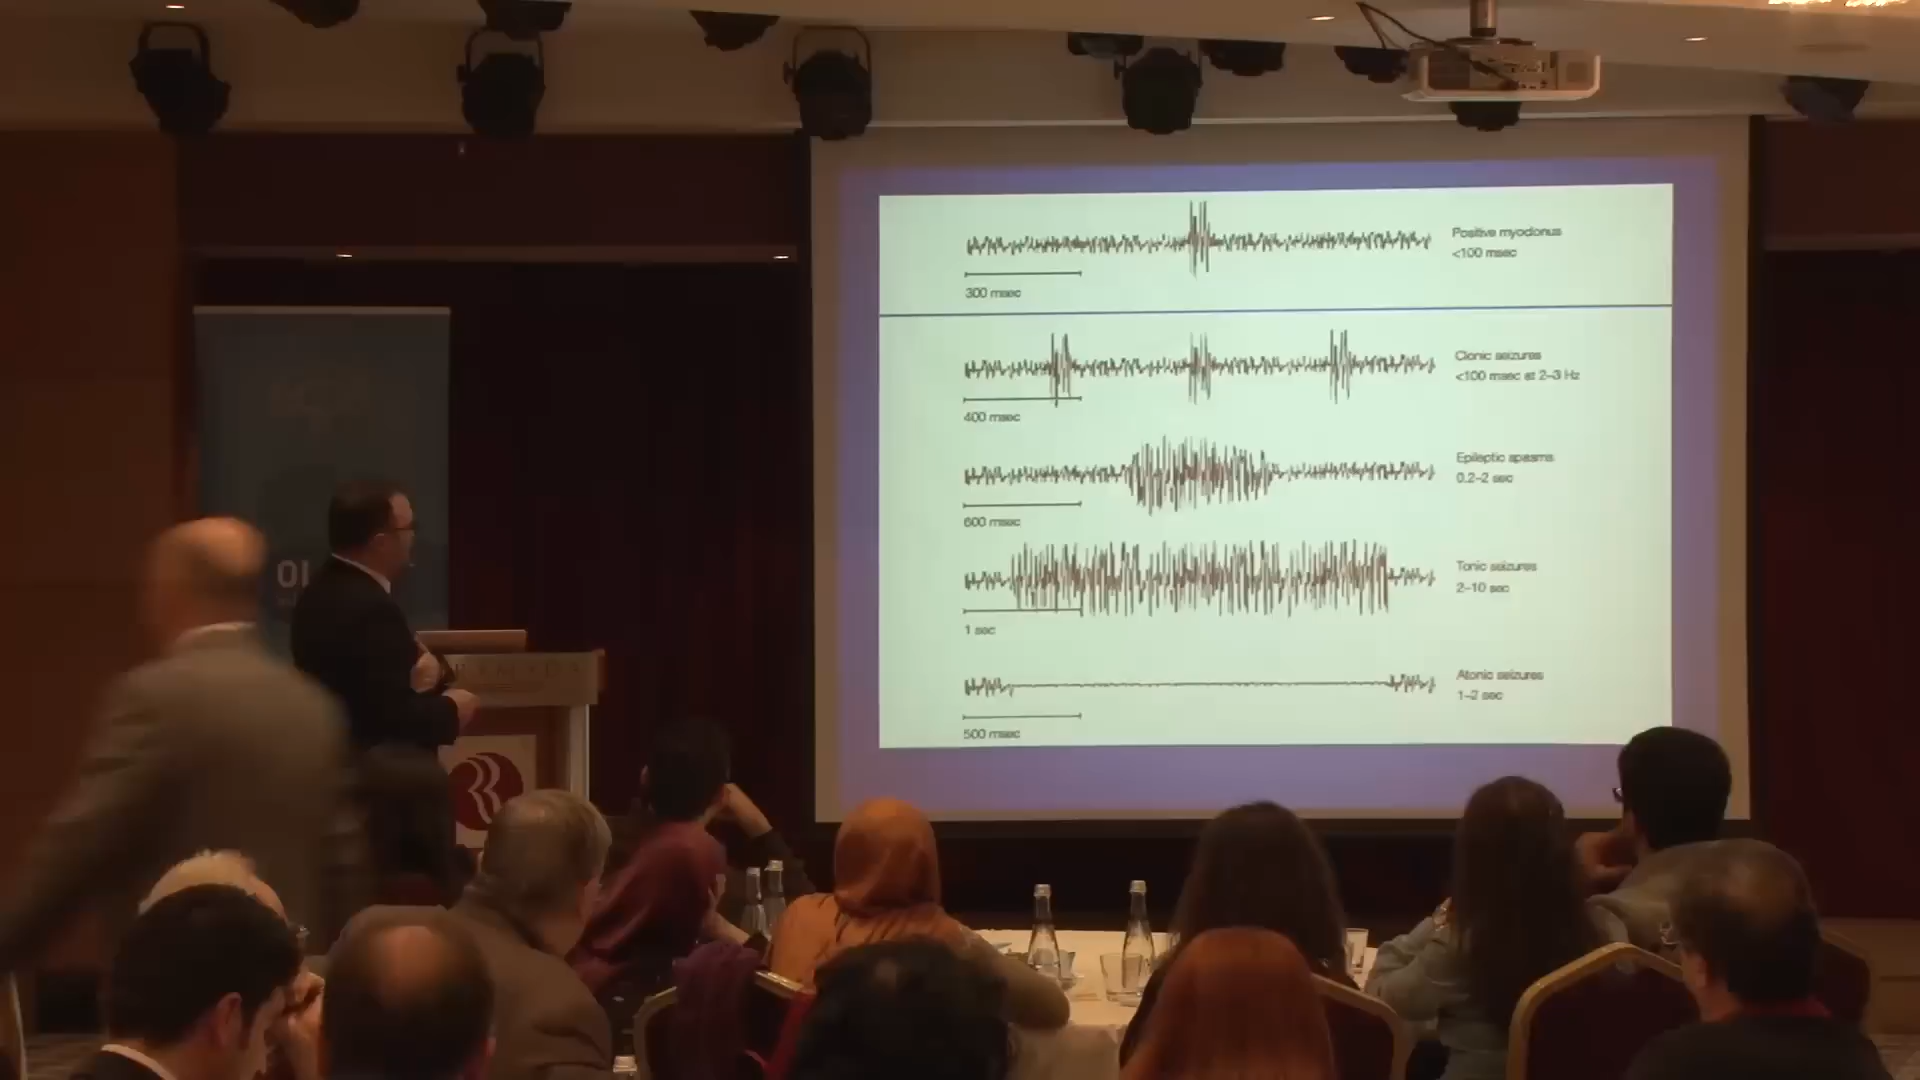 Positive myoclonus
<100 msec
300 msec
Clonic seizures
<100 msec at 2–3 Hz
400 msec
Epileptic spasms
0.2–2 sec
600 msec
Tonic seizures
2–10 sec
1 sec
Atonic seizures
1–2 sec
500 msec